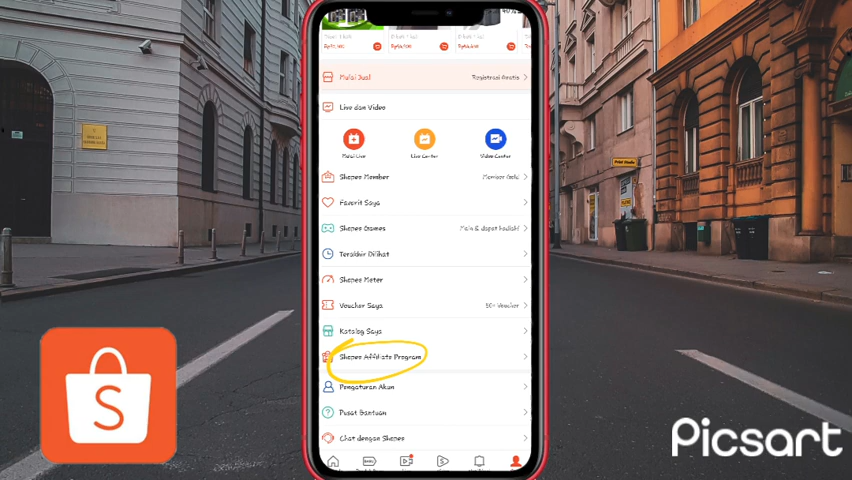 Mulai Jual
Registrasi Gratis
Live dan Video
Mulai Live
Live Center
Video Center
Shopee Member
Member Gold
Favorit Saya
Shopee Games
Main & dapat hadiah!
Terakhir Dilihat
Shopee Meter
Voucher Saya
50+ Voucher
Katalog Saya
Shopee Affiliate Program
Pengaturan Akun
Pusat Bantuan
Chat dengan Shopee
S
Picsart